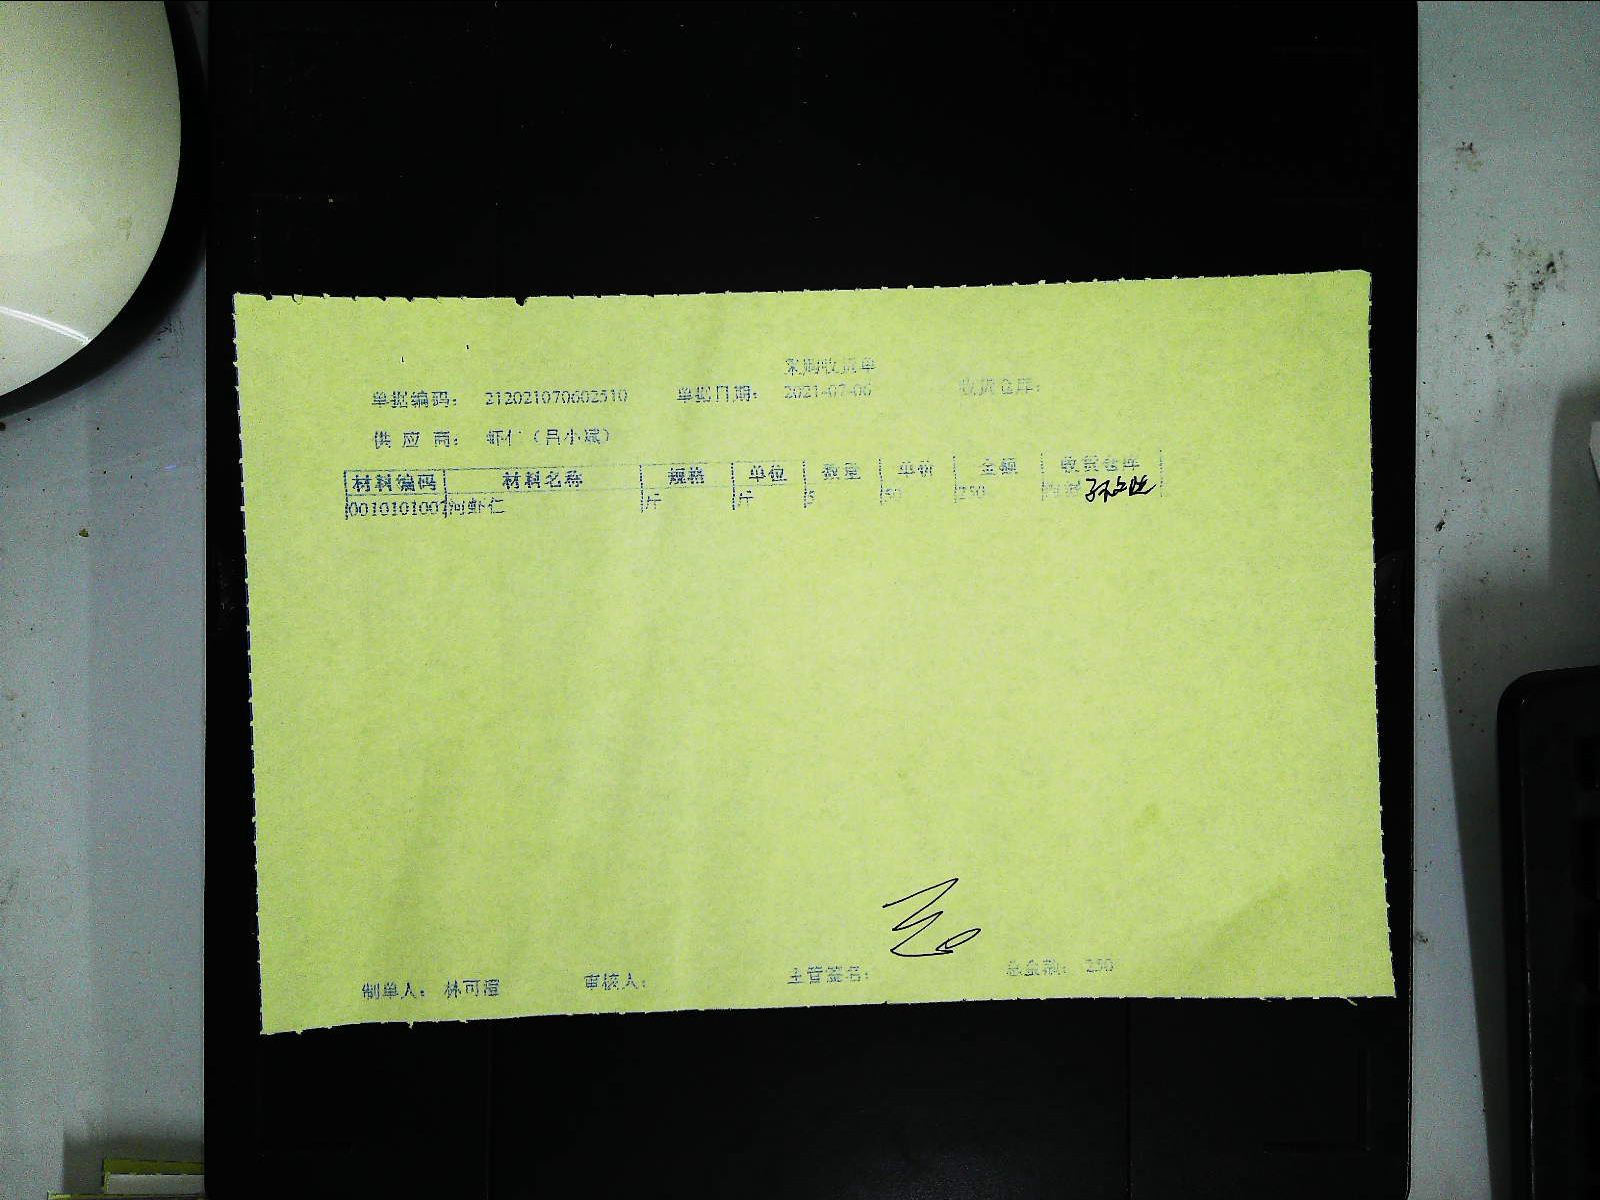 采购收货单
单据编码： 212021070602510 单据日期： 2021-07-06 收货仓库：
供 应 商： 虾仁（吕小斌）
材料编码 材料名称 规格 单位 数量 单价 金额 收货仓库
0010101007 河虾仁 斤 斤 5 50 250
制单人： 林可澄 审核人： 主管签名： 总金额： 250